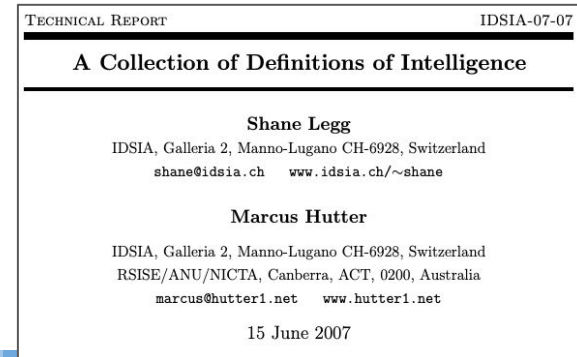 TECHNICAL REPORT IDSIA-07-07
A Collection of Definitions of Intelligence
Shane Legg
IDSIA, Galleria 2, Manno-Lugano CH-6928, Switzerland
shane@idsia.ch www.idsia.ch/∼shane
Marcus Hutter
IDSIA, Galleria 2, Manno-Lugano CH-6928, Switzerland
RSISE/ANU/NICTA, Canberra, ACT, 0200, Australia
marcus@hutter1.net www.hutter1.net
15 June 2007